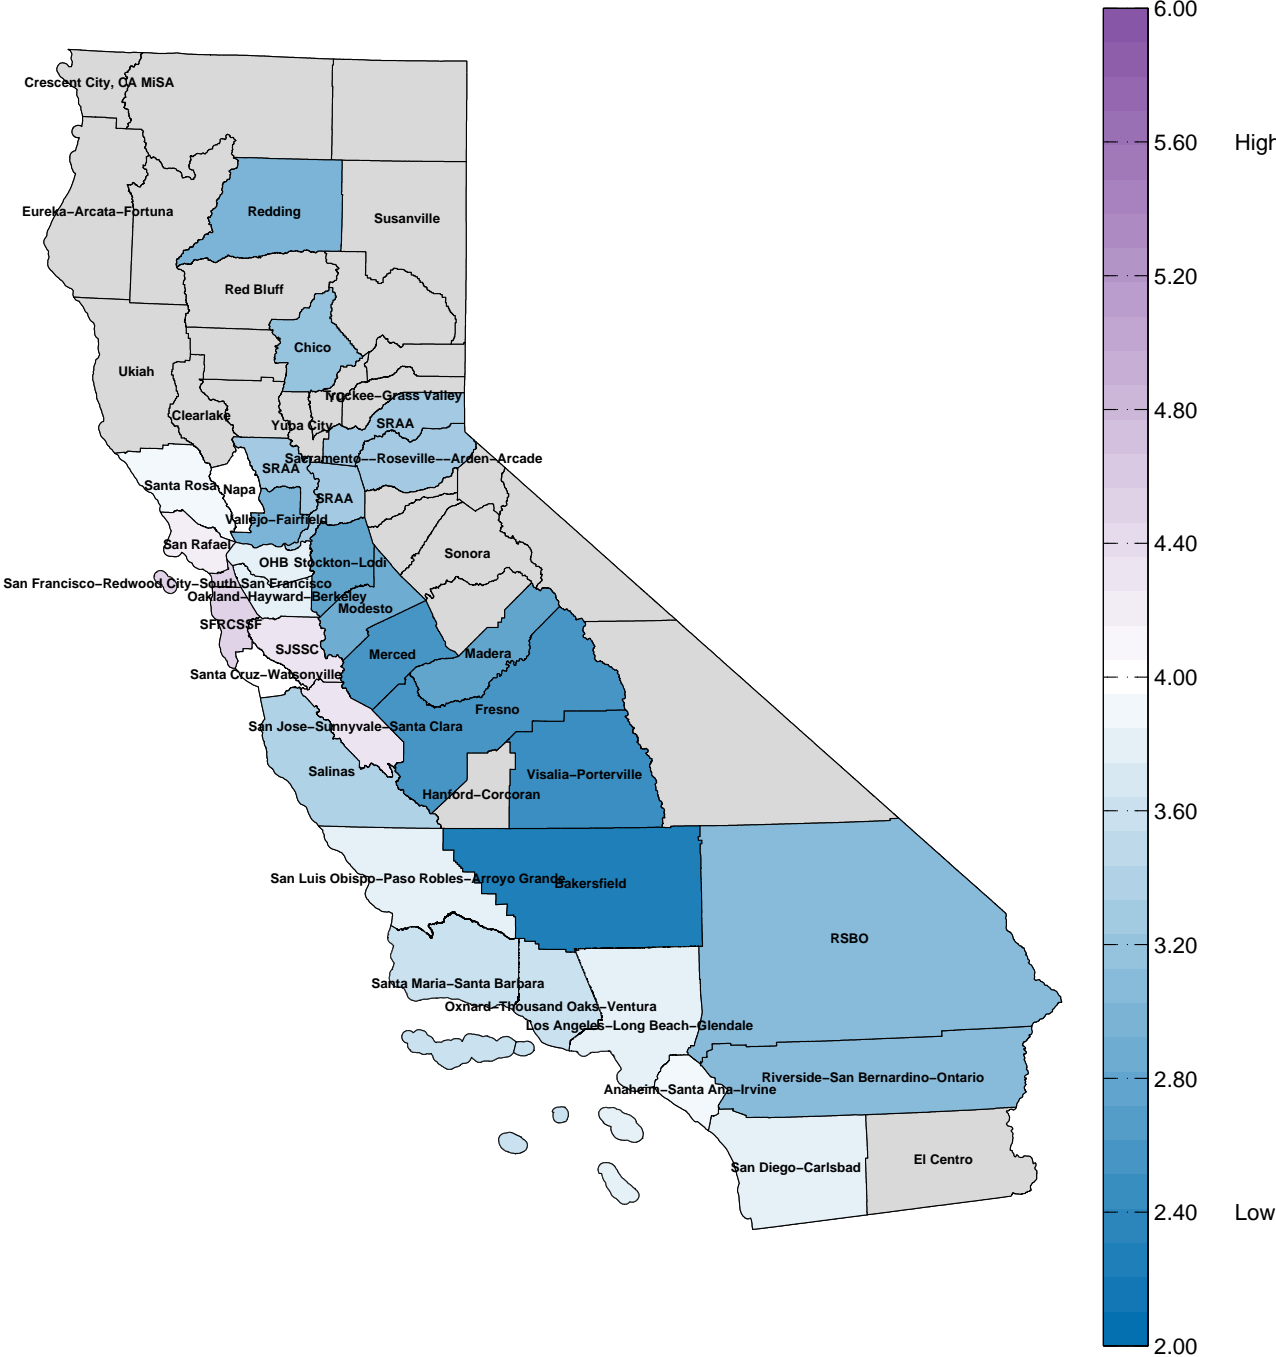 6.00
Crescent City, CA MiSA
5.60
High
Eureka−Arcata−Fortuna
Redding
Susanville
5.20
Red Bluff
Chico
Ukiah
Truckee−Grass Valley
4.80
Clearlake
Yuba City
SRAA
Sacramento−−Roseville−−Arden−Arcade
SRAA
Santa Rosa
Napa
SRAA
Vallejo−Fairfield
4.40
San Rafael
Sonora
OHB
Stockton−Lodi
San Francisco−Redwood City−South San Francisco
Oakland−Hayward−Berkeley
Modesto
SFRCSSF
SJSSC
Merced
Madera
Santa Cruz−Watsonville
4.00
Fresno
San Jose−Sunnyvale−Santa Clara
Salinas
Visalia−Porterville
Hanford−Corcoran
3.60
San Luis Obispo−Paso Robles−Arroyo Grande
Bakersfield
RSBO
3.20
Santa Maria−Santa Barbara
Oxnard−Thousand Oaks−Ventura
Los Angeles−Long Beach−Glendale
Riverside−San Bernardino−Ontario
2.80
Anaheim−Santa Ana−Irvine
El Centro
San Diego−Carlsbad
2.40
Low
2.00